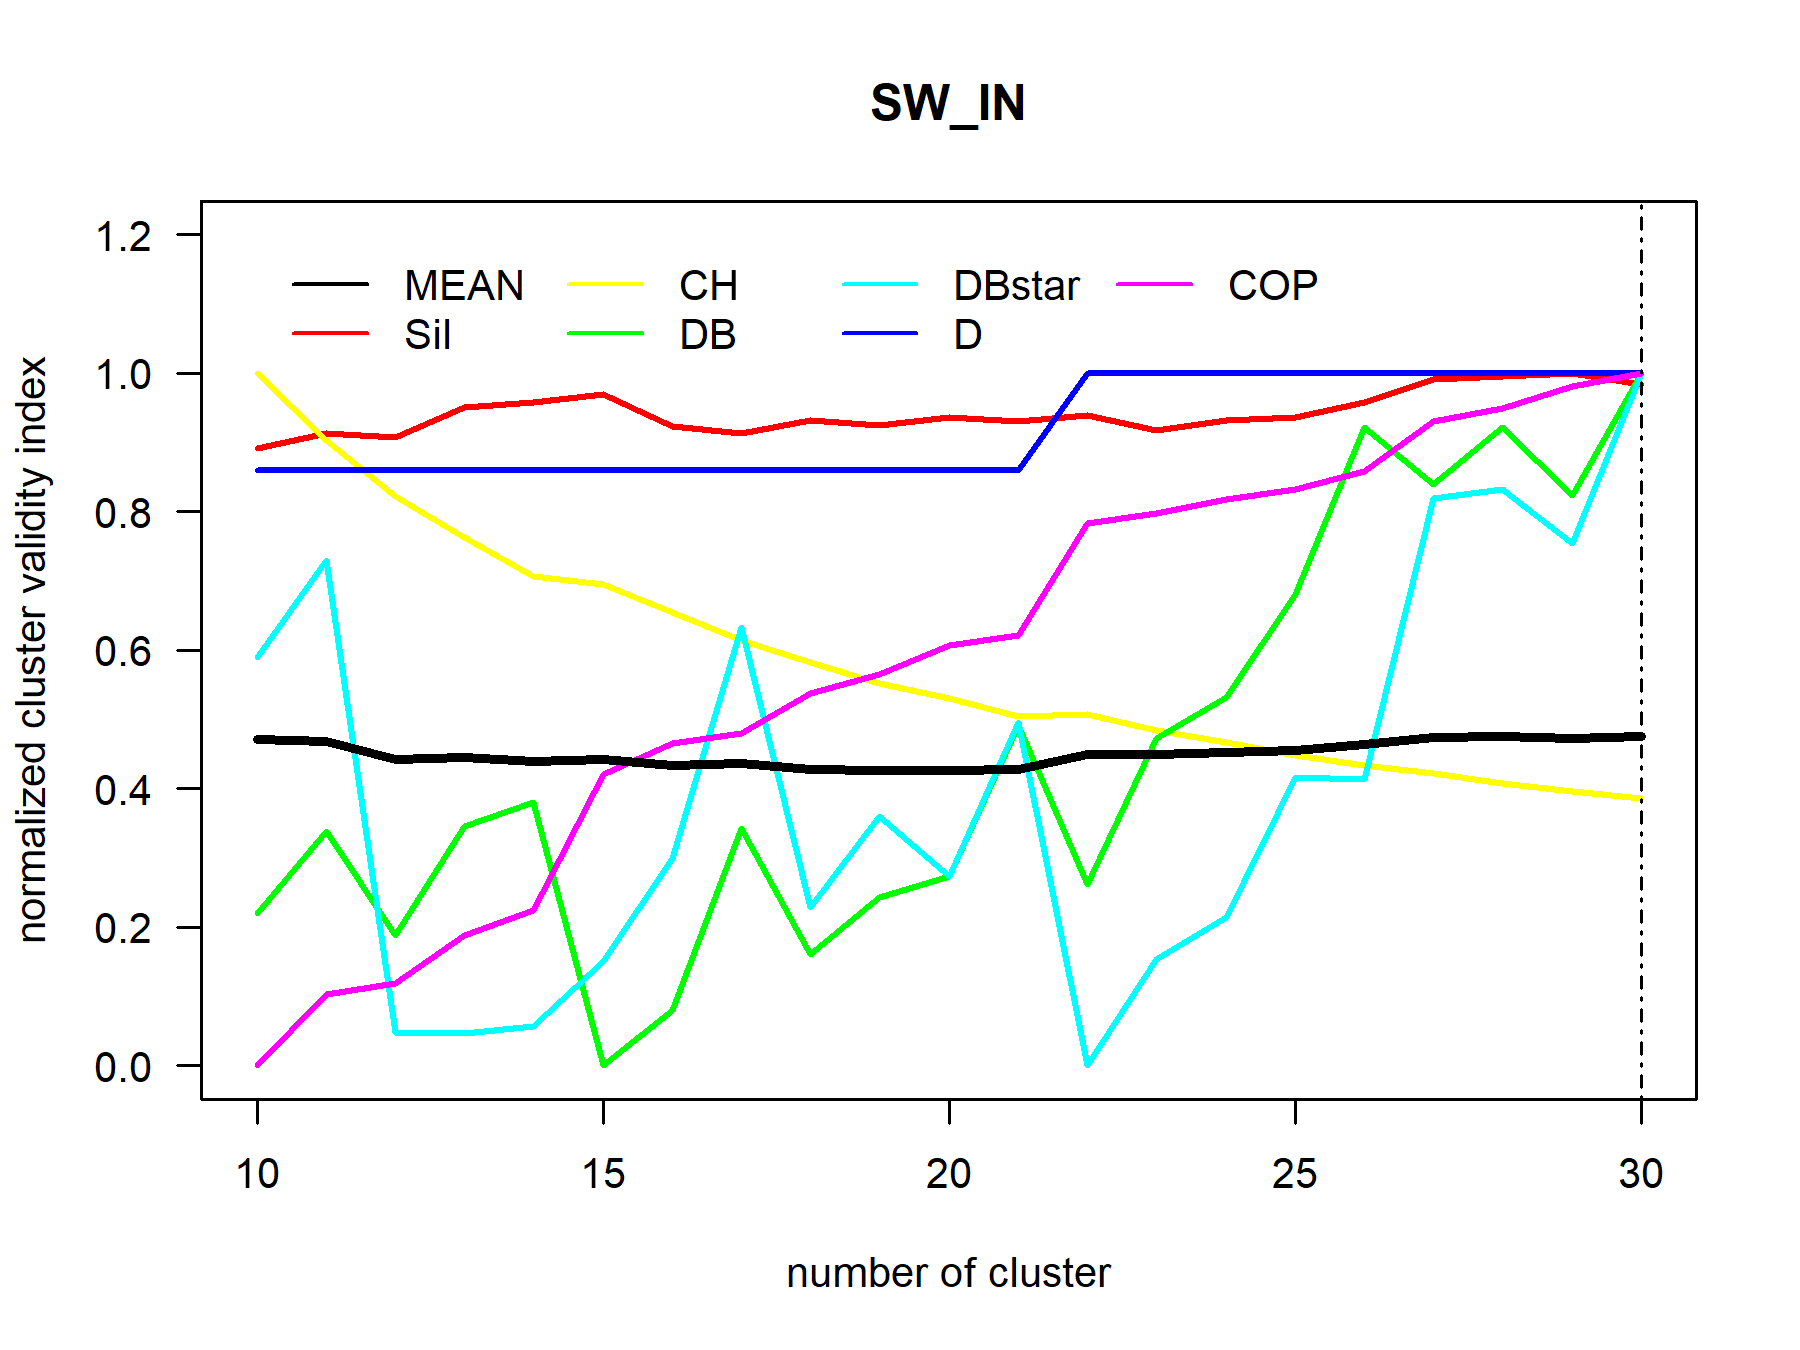 SW_IN
normalized cluster validity index
1.2
1.0
0.8
0.6
0.4
0.2
0.0
MEAN CH DBstar COP
Sil DB D
10 15 20 25 30
number of cluster